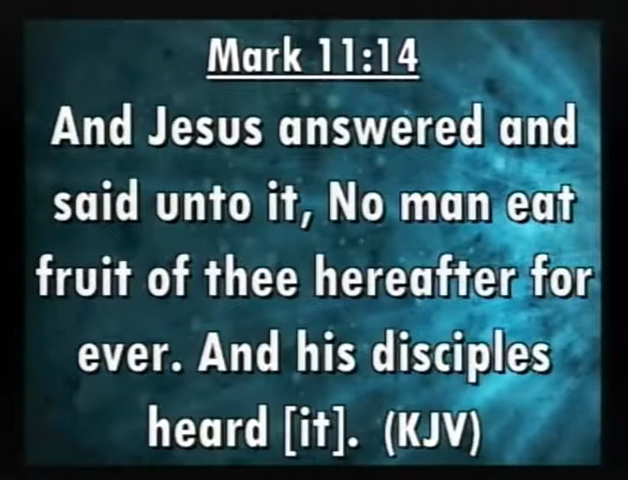 Mark 11:14
And Jesus answered and
said unto it, No man eat
fruit of thee hereafter for
ever. And his disciples
heard [it]. (KJV)